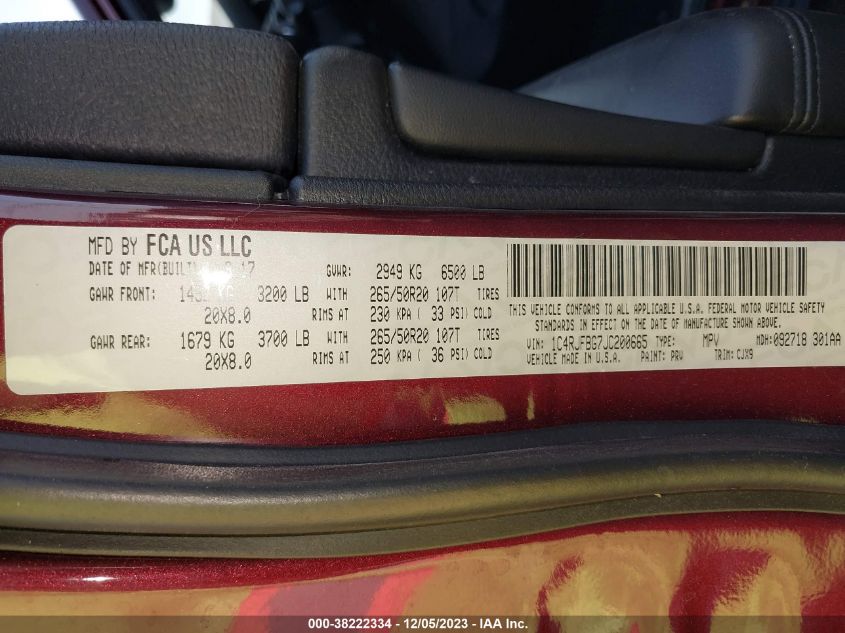 MFD BY FCA US LLC
DATE OF MFR(BUILT) 17 GVWR: 2949 KG 6500 LB
GAWR FRONT: 3200 LB WITH 265/50R20 107T TIRES
20X8.0 RIMS AT 230 KPA ( 33 PSI) COLD
GAWR REAR: 1679 KG 3700 LB WITH 265/50R20 107T TIRES
20X8.0 RIMS AT 250 KPA ( 36 PSI) COLD
THIS VEHICLE CONFORMS TO ALL APPLICABLE U.S.A. FEDERAL MOTOR VEHICLE SAFETY
STANDARDS IN EFFECT ON THE DATE OF MANUFACTURE SHOWN ABOVE.
VIN: 1C4RJFBG7JC200665 TYPE: MPV MDH: 092718 301AA
VEHICLE MADE IN U.S.A. PAINT: PRV TRIM: CJX9
000-38222334 - 12/05/2023 - IAA Inc.